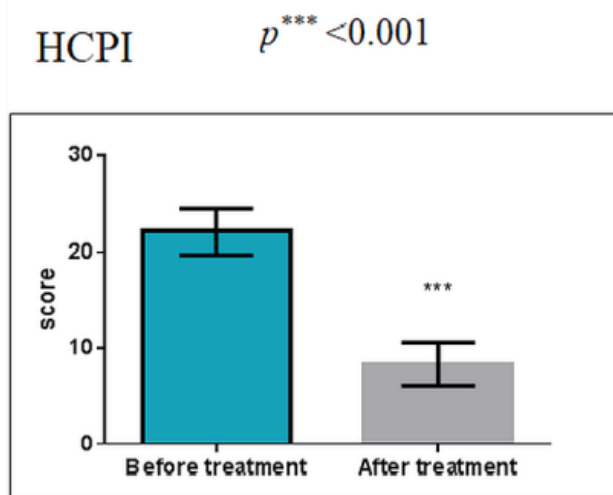 HCPI p*** <0.001
30
20
10
0
score
***
Before treatment After treatment